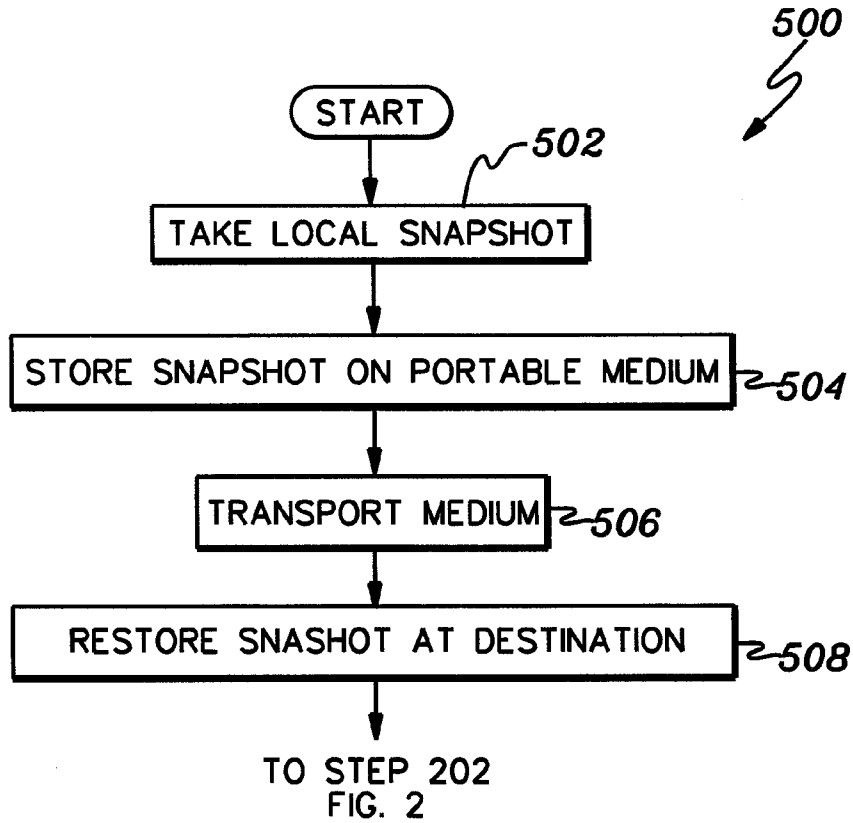 500
START
502
TAKE LOCAL SNAPSHOT
STORE SNAPSHOT ON PORTABLE MEDIUM
504
TRANSPORT MEDIUM
506
RESTORE SNASHOT AT DESTINATION
508
TO STEP 202
FIG. 2